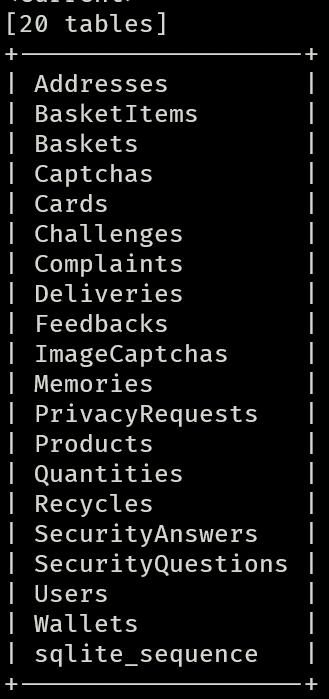 <current>
[20 tables]
+--------------------+
| Addresses          |
| BasketItems        |
| Baskets            |
| Captchas           |
| Cards              |
| Challenges         |
| Complaints         |
| Deliveries         |
| Feedbacks          |
| ImageCaptchas      |
| Memories           |
| PrivacyRequests    |
| Products           |
| Quantities         |
| Recycles           |
| SecurityAnswers    |
| SecurityQuestions  |
| Users              |
| Wallets            |
| sqlite_sequence    |
+--------------------+